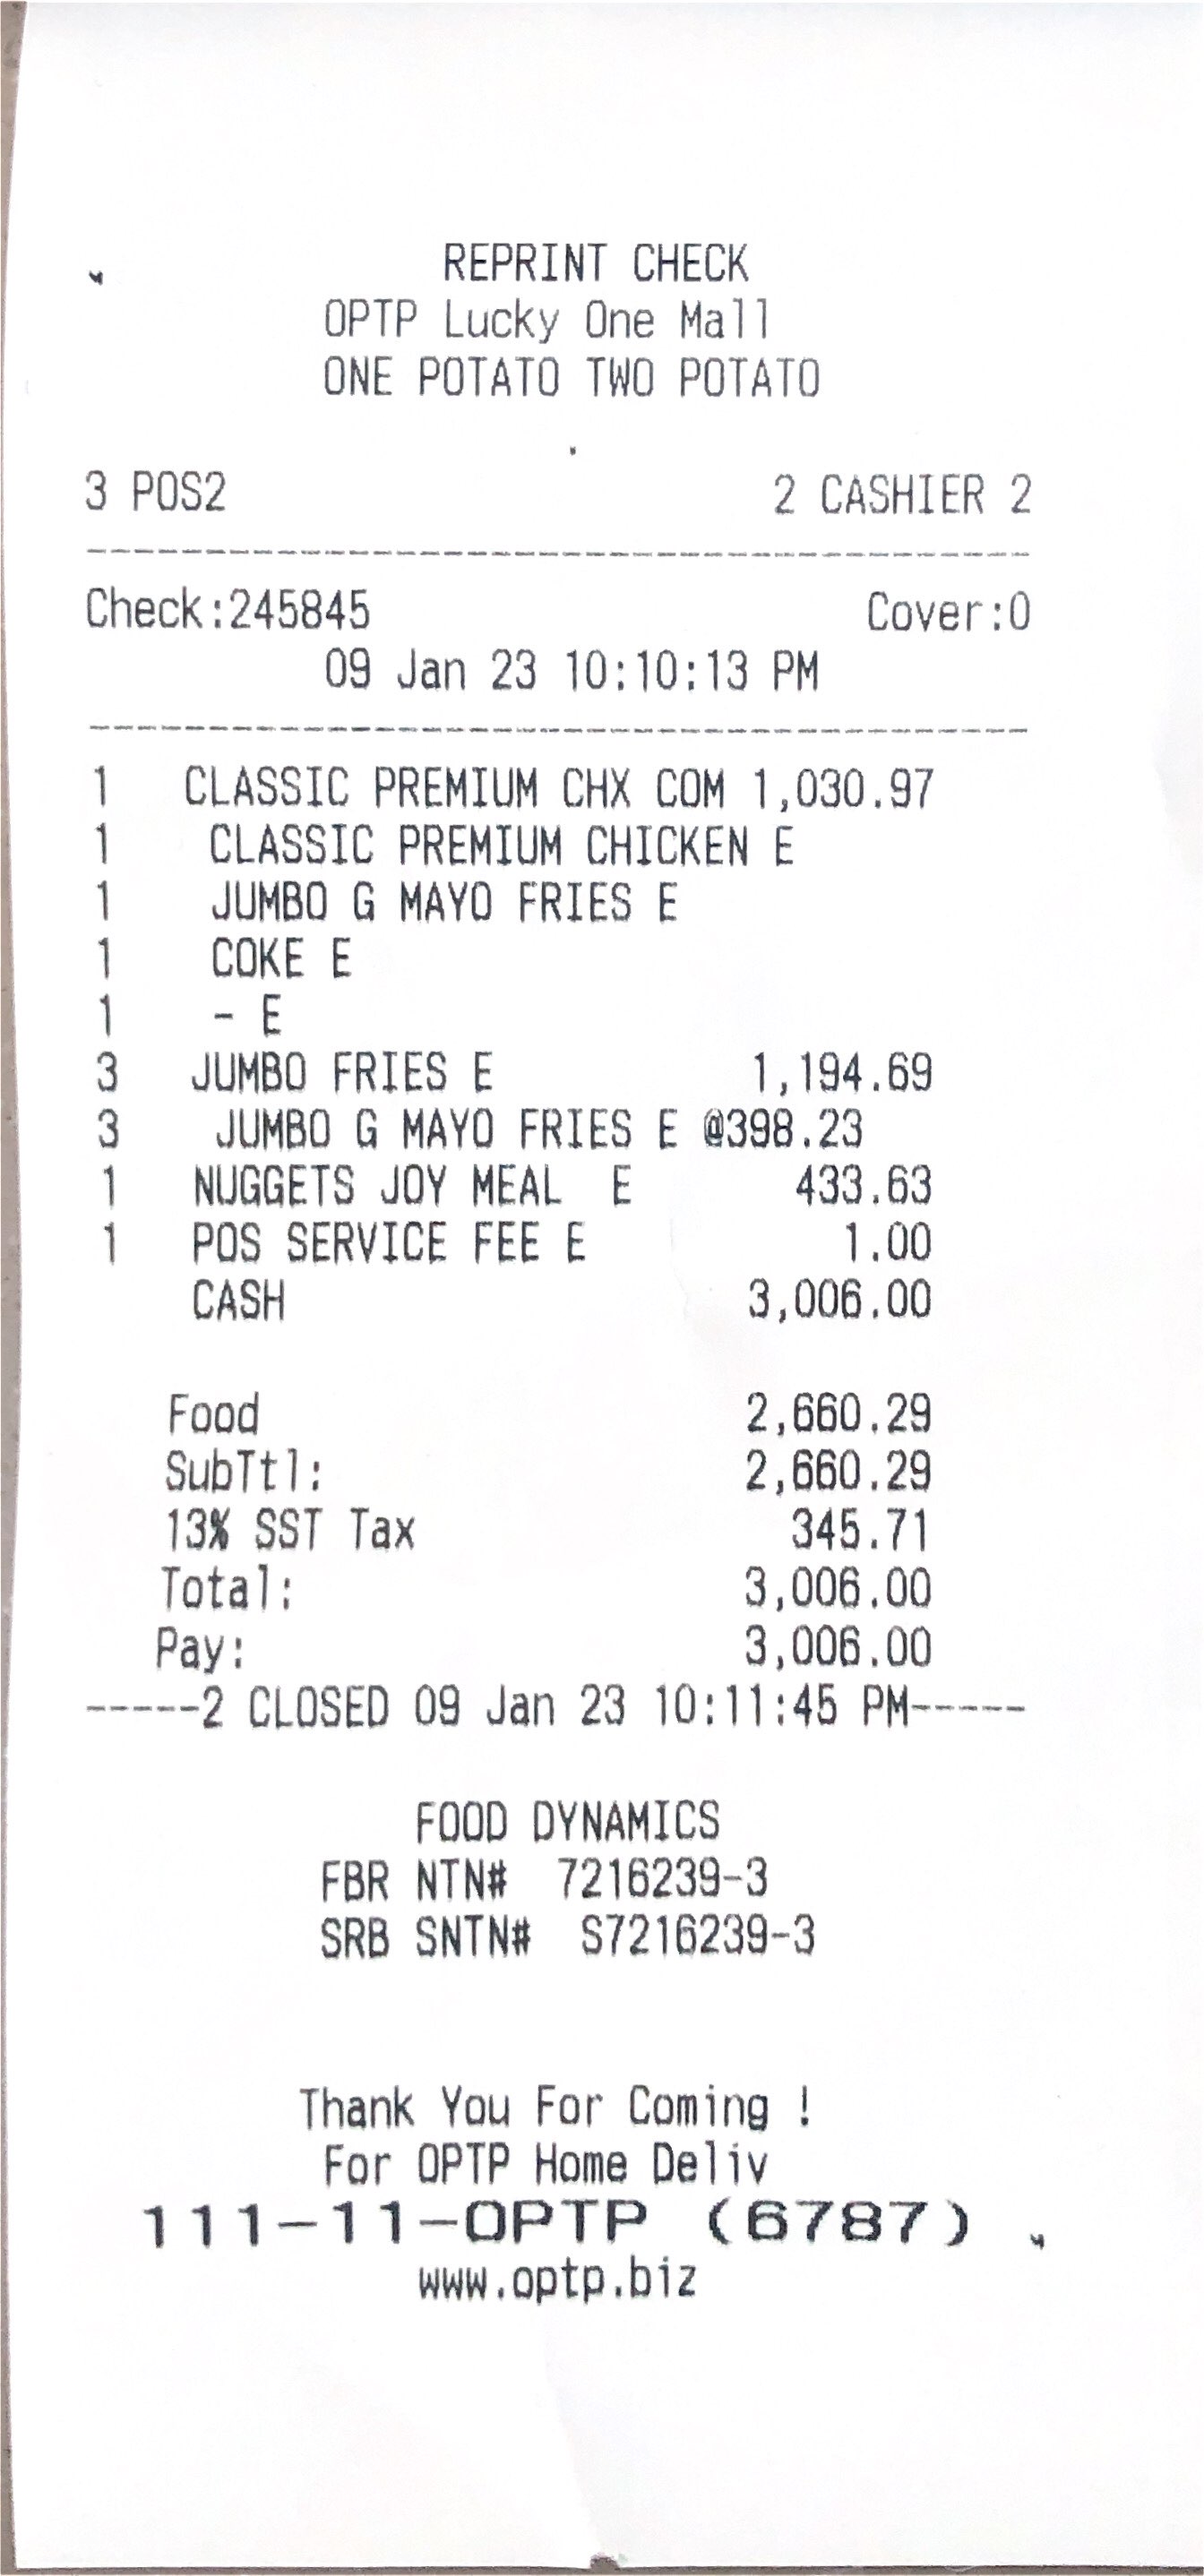 REPRINT CHECK
OPTP Lucky One Mall
ONE POTATO TWO POTATO
3 POS2 2 CASHIER 2
Check:245845 Cover:0
09 Jan 23 10:10:13 PM
1 CLASSIC PREMIUM CHX COM 1,030.97
1 CLASSIC PREMIUM CHICKEN E
1 JUMBO G MAYO FRIES E
1 COKE E
1 - E
3 JUMBO FRIES E 1,194.69
3 JUMBO G MAYO FRIES E @398.23
1 NUGGETS JOY MEAL E 433.63
1 POS SERVICE FEE E 1.00
CASH 3,006.00
Food 2,660.29
SubTtl: 2,660.29
13% SST Tax 345.71
Total: 3,006.00
Pay: 3,006.00
-----2 CLOSED 09 Jan 23 10:11:45 PM-----
FOOD DYNAMICS
FBR NTN# 7216239-3
SRB SNTN# S7216239-3
Thank You For Coming !
For OPTP Home Deliv
111-11-OPTP (6787)
www.optp.biz